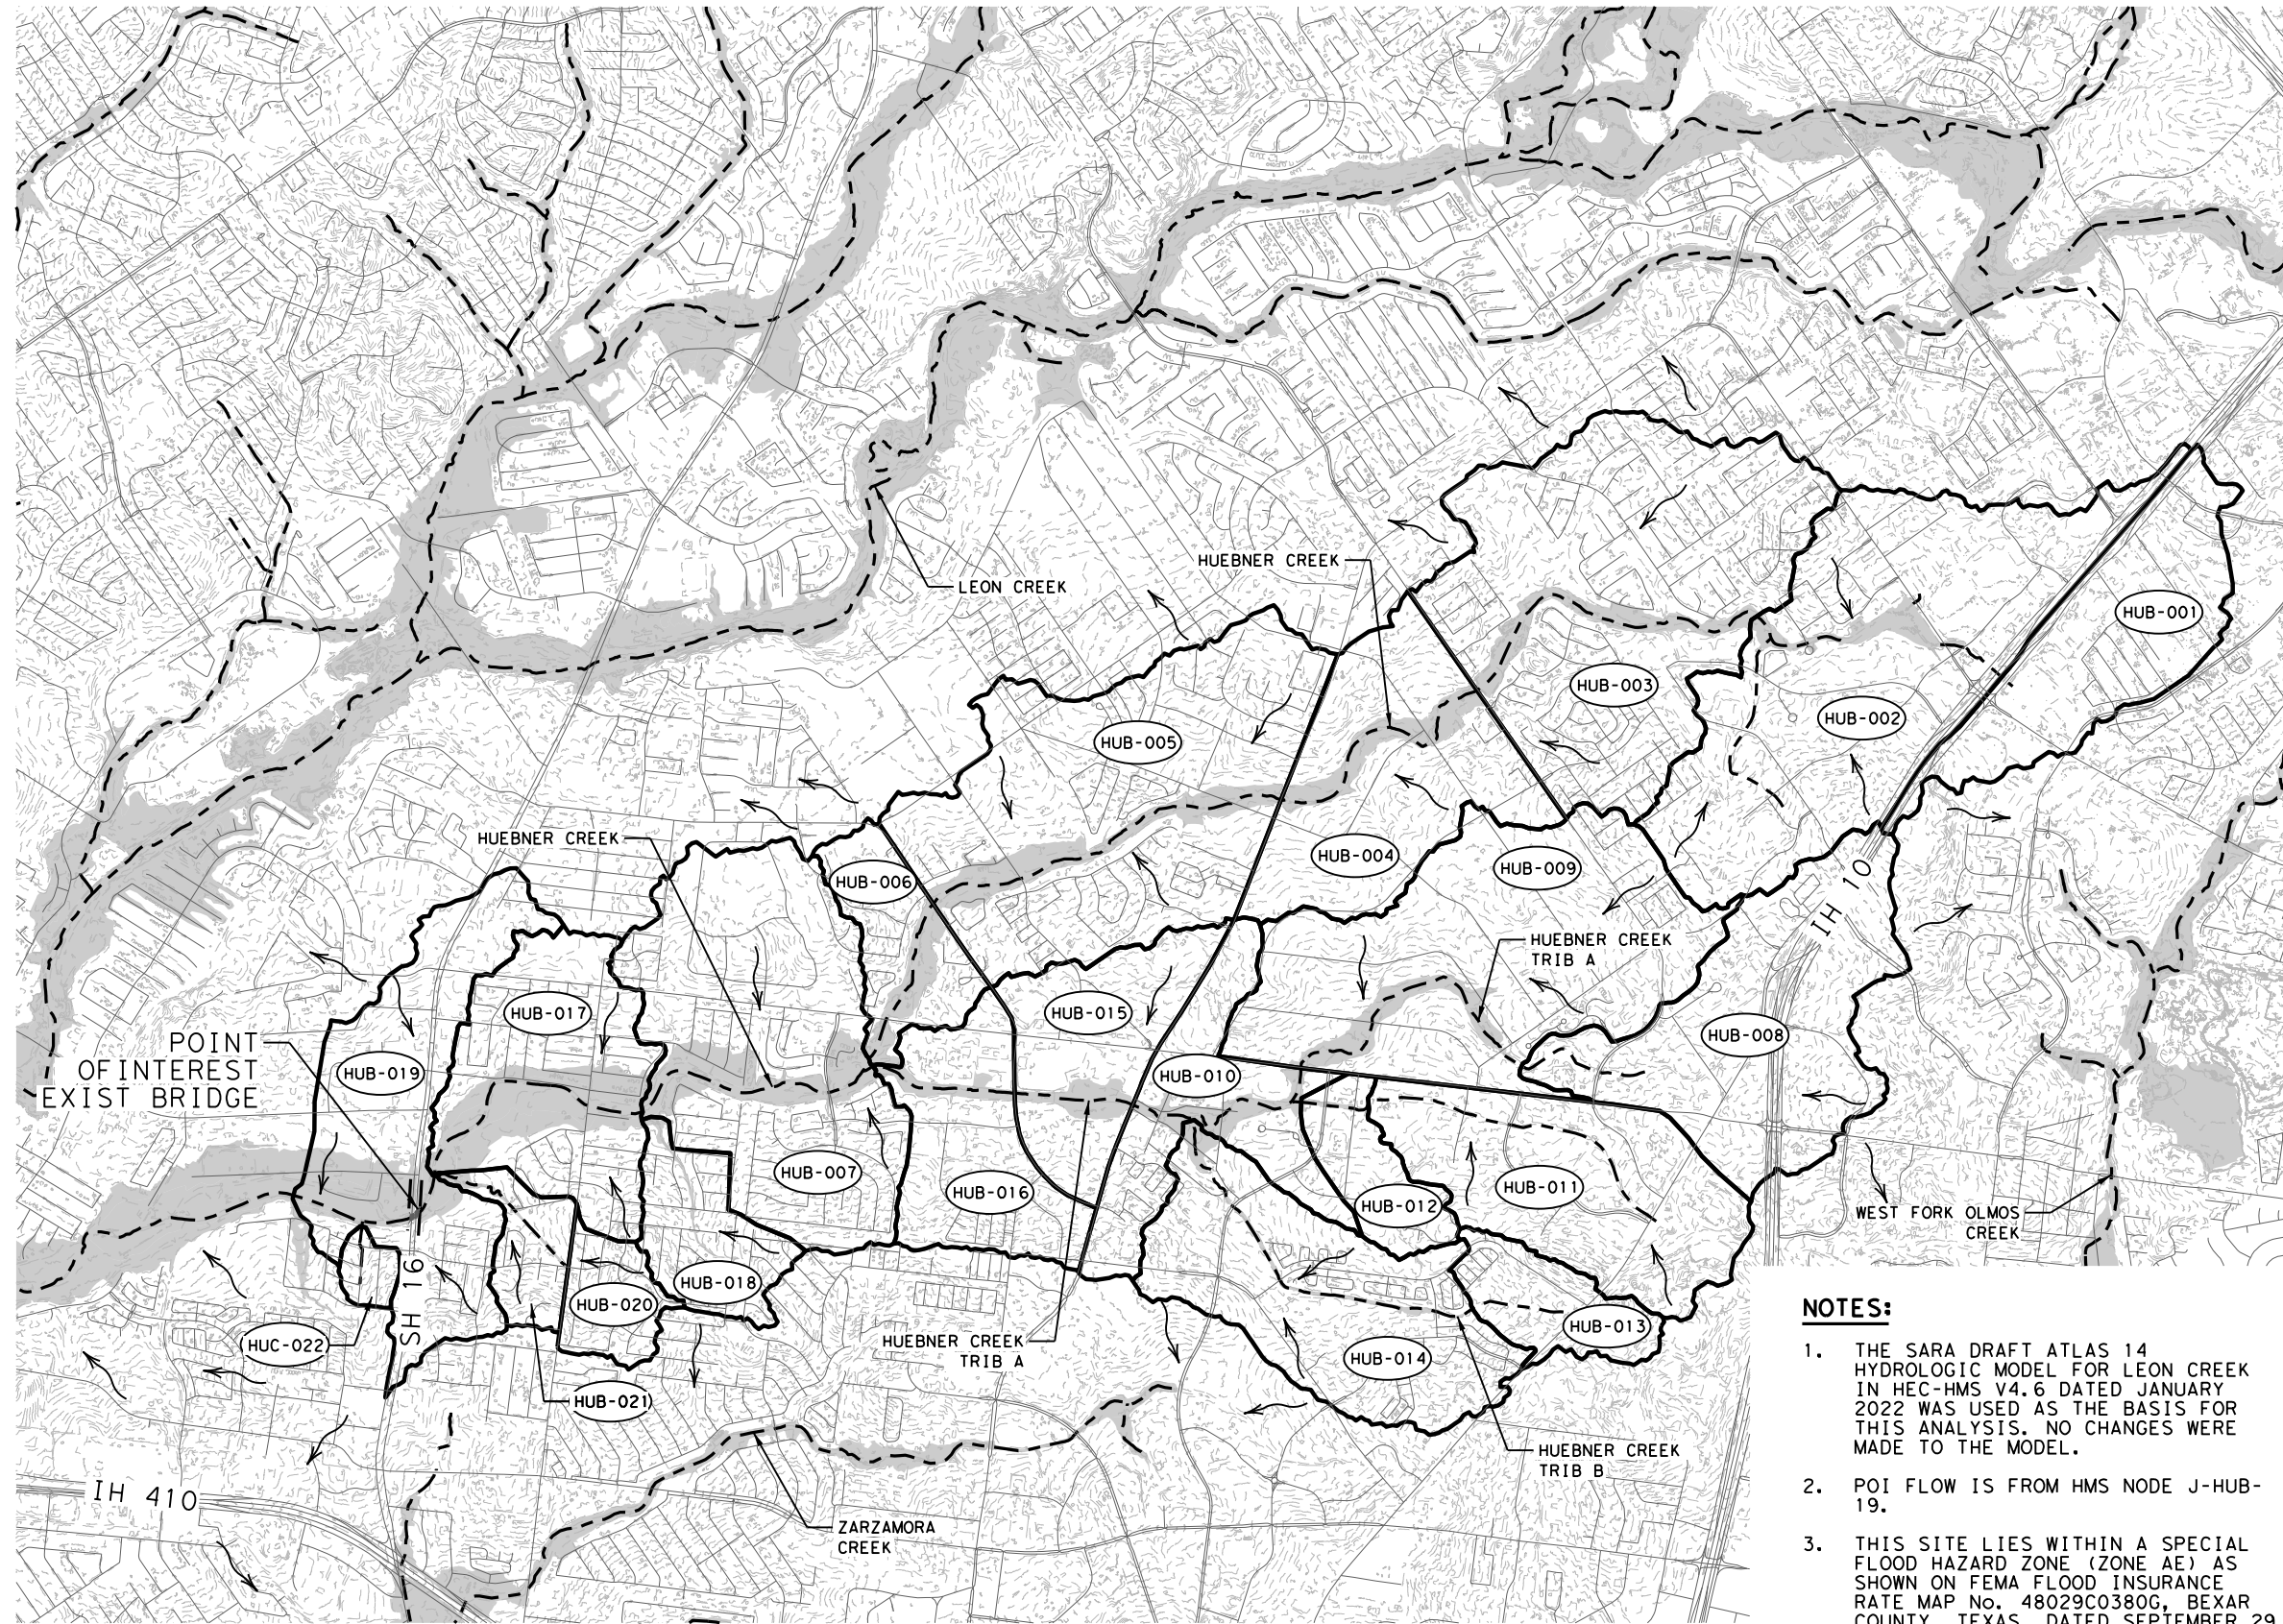 HUEBNER CREEK
LEON CREEK
HUB-001
HUB-003
HUB-002
HUB-005
HUEBNER CREEK
HUB-004
HUB-006
HUB-009
IH 10
HUEBNER CREEK
TRIB A
HUB-017
HUB-015
HUB-008
POINT
OF INTEREST
EXIST BRIDGE
HUB-019
HUB-010
HUB-007
HUB-016
HUB-012
HUB-011
WEST FORK OLMOS
CREEK
SH 16
HUB-018
HUB-020
HUC-022
HUEBNER CREEK
TRIB A
HUB-013
HUB-014
HUB-021
HUEBNER CREEK
TRIB B
IH 410
ZARZAMORA
CREEK
NOTES:
1. THE SARA DRAFT ATLAS 14
HYDROLOGIC MODEL FOR LEON CREEK
IN HEC-HMS V4.6 DATED JANUARY
2022 WAS USED AS THE BASIS FOR
THIS ANALYSIS. NO CHANGES WERE
MADE TO THE MODEL.
2. POI FLOW IS FROM HMS NODE J-HUB-
19.
3. THIS SITE LIES WITHIN A SPECIAL
FLOOD HAZARD ZONE (ZONE AE) AS
SHOWN ON FEMA FLOOD INSURANCE
RATE MAP No. 48029C0380G, BEXAR
COUNTY, TEXAS, DATED SEPTEMBER 29